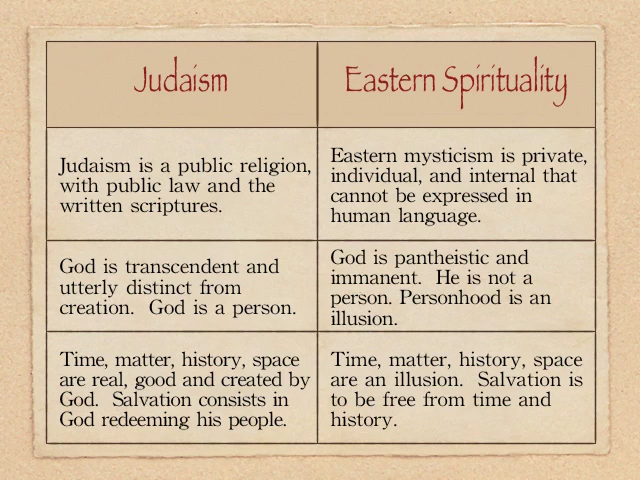 Judaism
Eastern Spirituality
Judaism is a public religion,
with public law and the
written scriptures.
Eastern mysticism is private,
individual, and internal that
cannot be expressed in
human language.
God is transcendent and
utterly distinct from
creation.  God is a person.
God is pantheistic and
immanent.  He is not a
person. Personhood is an
illusion.
Time, matter, history, space
are real, good and created by
God.  Salvation consists in
God redeeming his people.
Time, matter, history, space
are an illusion.  Salvation is
to be free from time and
history.